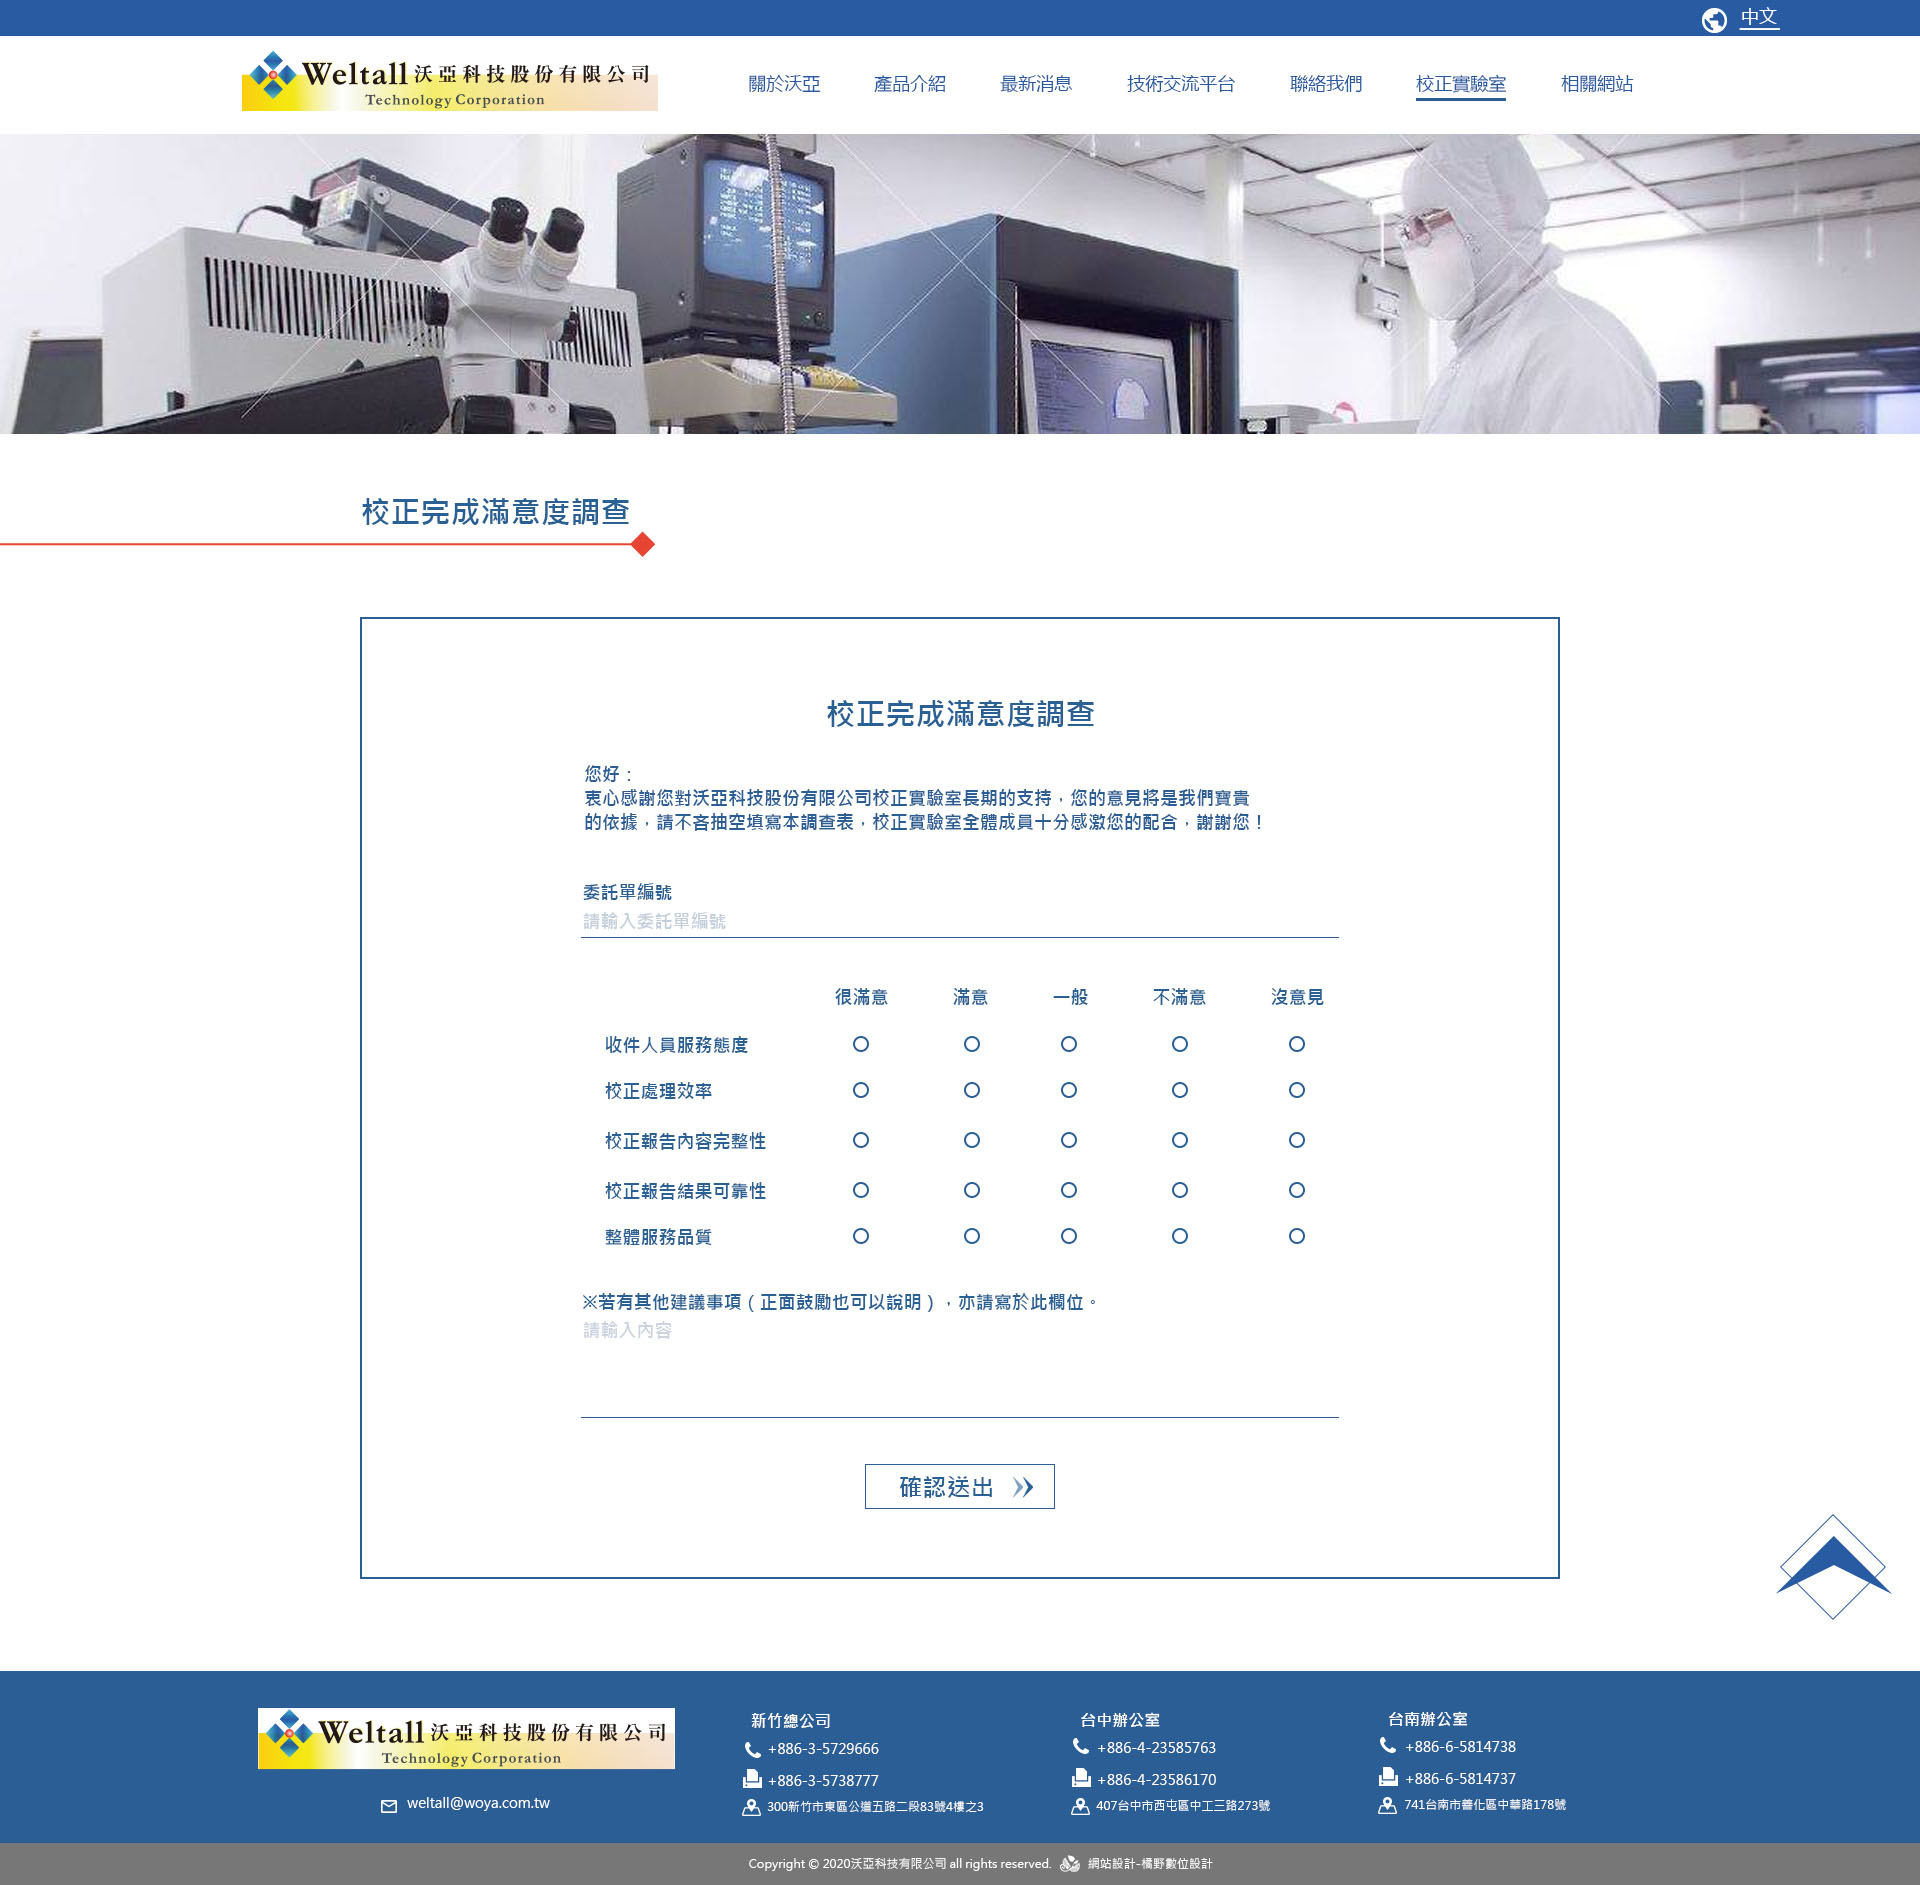 中文
Weltall 沃亞科技股份有限公司
Technology Corporation
關於沃亞 產品介紹 最新消息 技術交流平台 聯絡我們 校正實驗室 相關網站
校正完成滿意度調查
校正完成滿意度調查
您好：
衷心感謝您對沃亞科技股份有限公司校正實驗室長期的支持，您的意見將是我們寶貴
的依據，請不吝抽空填寫本調查表，校正實驗室全體成員十分感激您的配合，謝謝您！
委託單編號
請輸入委託單編號
很滿意 滿意 一般 不滿意 沒意見
收件人員服務態度
校正處理效率
校正報告內容完整性
校正報告結果可靠性
整體服務品質
※若有其他建議事項（正面鼓勵也可以說明），亦請寫於此欄位。
請輸入內容
確認送出
Weltall 沃亞科技股份有限公司
Technology Corporation
weltall@woya.com.tw
新竹總公司
+886-3-5729666
+886-3-5738777
300新竹市東區公道五路二段83號4樓之3
台中辦公室
+886-4-23585763
+886-4-23586170
407台中市西屯區中工三路273號
台南辦公室
+886-6-5814738
+886-6-5814737
741台南市善化區中華路178號
Copyright © 2020沃亞科技有限公司 all rights reserved. 網站設計-橘野數位設計